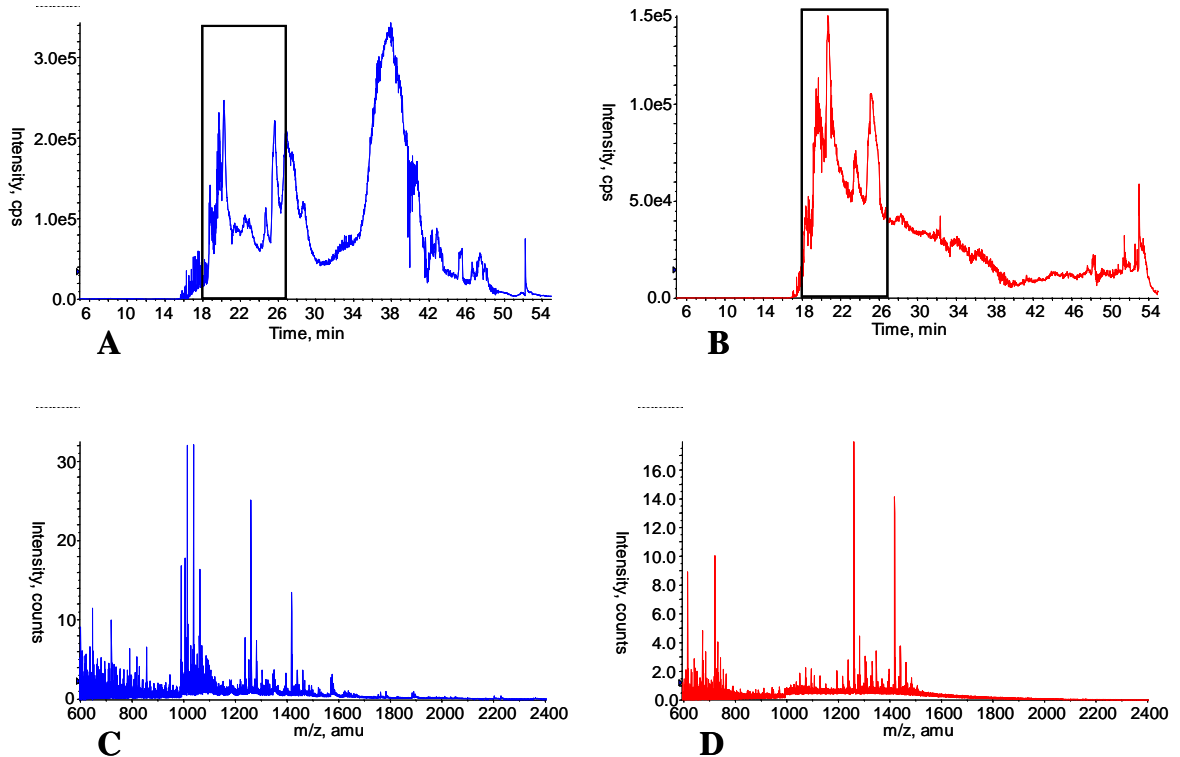 3.0e5
2.0e5
1.0e5
0.0
Intensity, cps
6 10 14 18 22 26 30 34 38 42 46 50 54
Time, min
A
1.5e5
1.0e5
5.0e4
0.0
Intensity, cps
6 10 14 18 22 26 30 34 38 42 46 50 54
Time, min
B
30
20
10
0
Intensity, counts
600 800 1000 1200 1400 1600 1800 2000 2200 2400
m/z, amu
C
16.0
14.0
12.0
10.0
8.0
6.0
4.0
2.0
0.0
Intensity, counts
600 800 1000 1200 1400 1600 1800 2000 2200 2400
m/z, amu
D